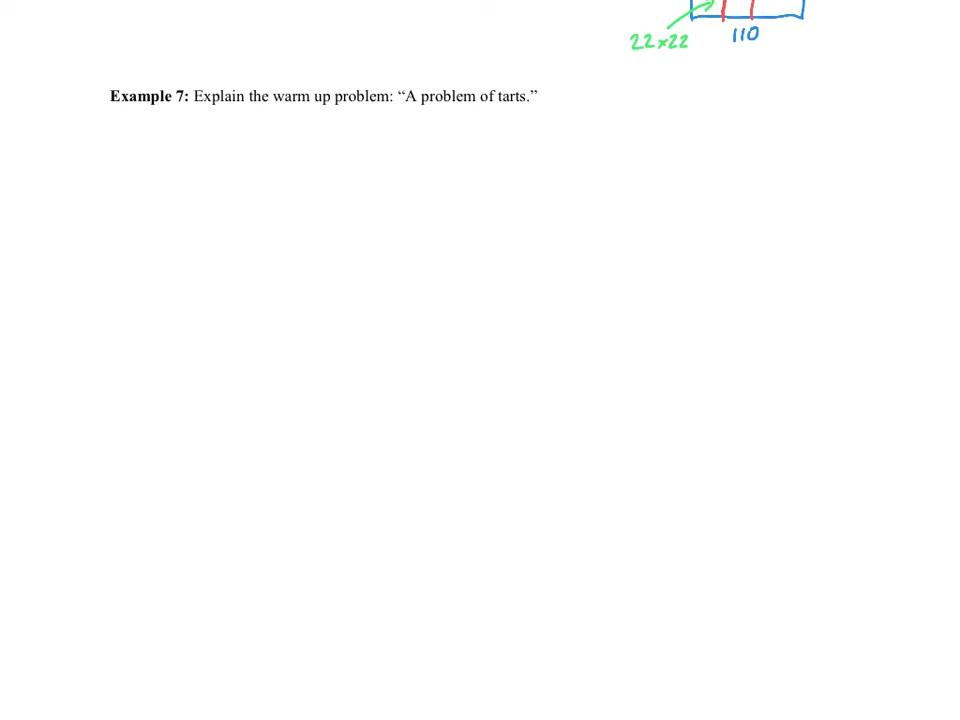 22×22
110
Example 7: Explain the warm up problem: “A problem of tarts.”